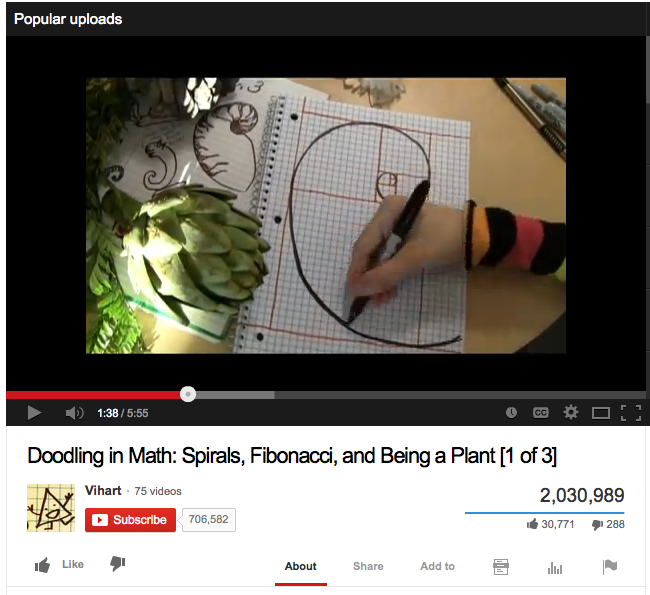 Popular uploads
1:38 / 5:55
CC
Doodling in Math: Spirals, Fibonacci, and Being a Plant [1 of 3]
Vihart · 75 videos
Subscribe 706,582
2,030,989
30,771 288
Like
About Share Add to